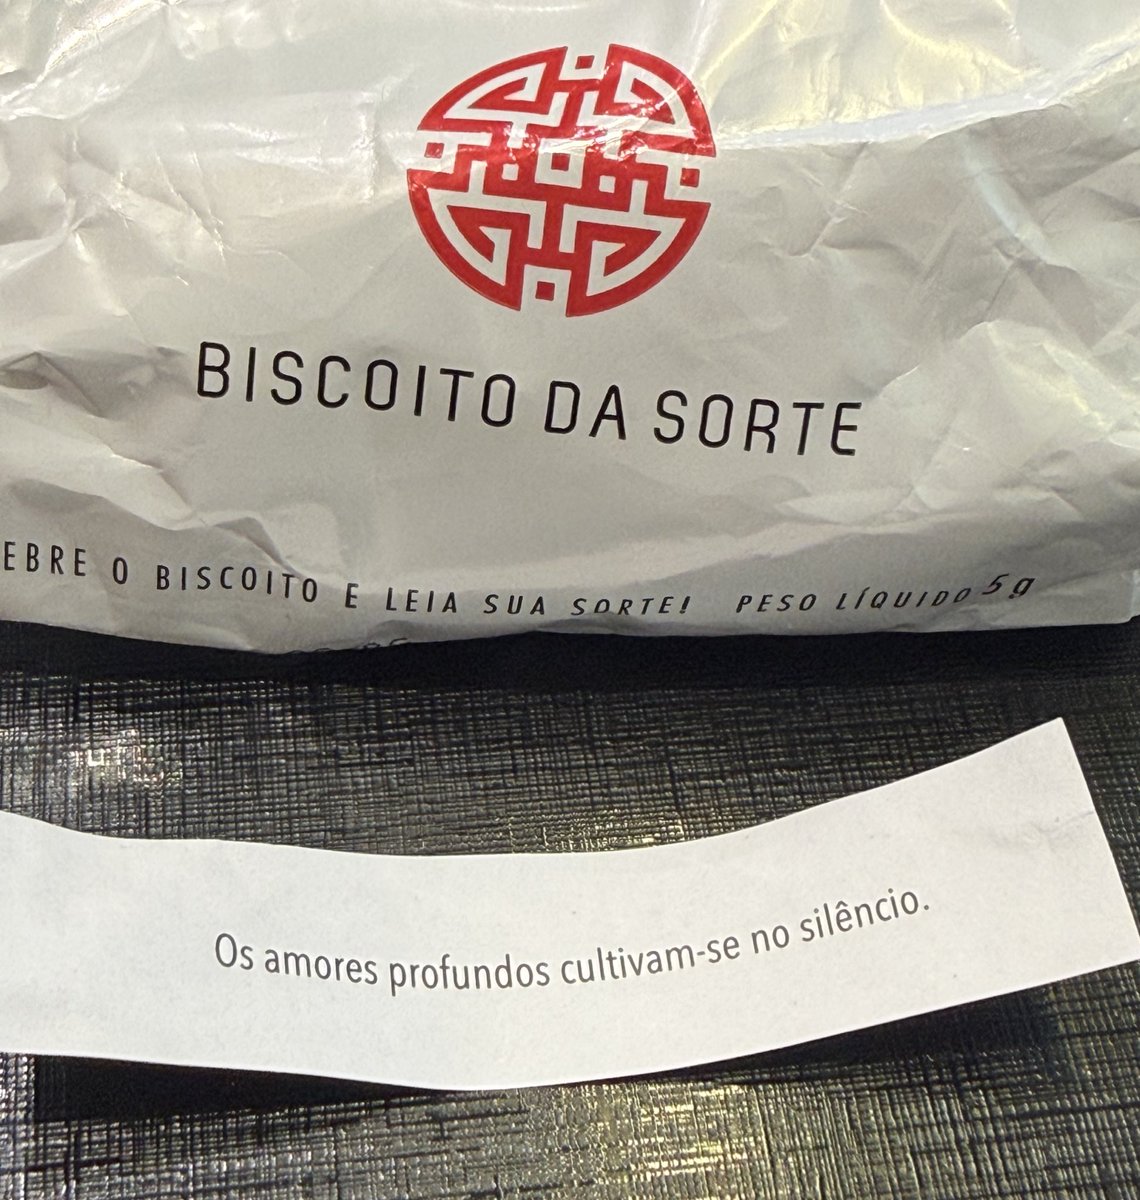 BISCOITO DA SORTE
EBRE O BISCOITO E LEIA SUA SORTE! PESO LÍQUIDO 5g
Os amores profundos cultivam-se no silêncio.